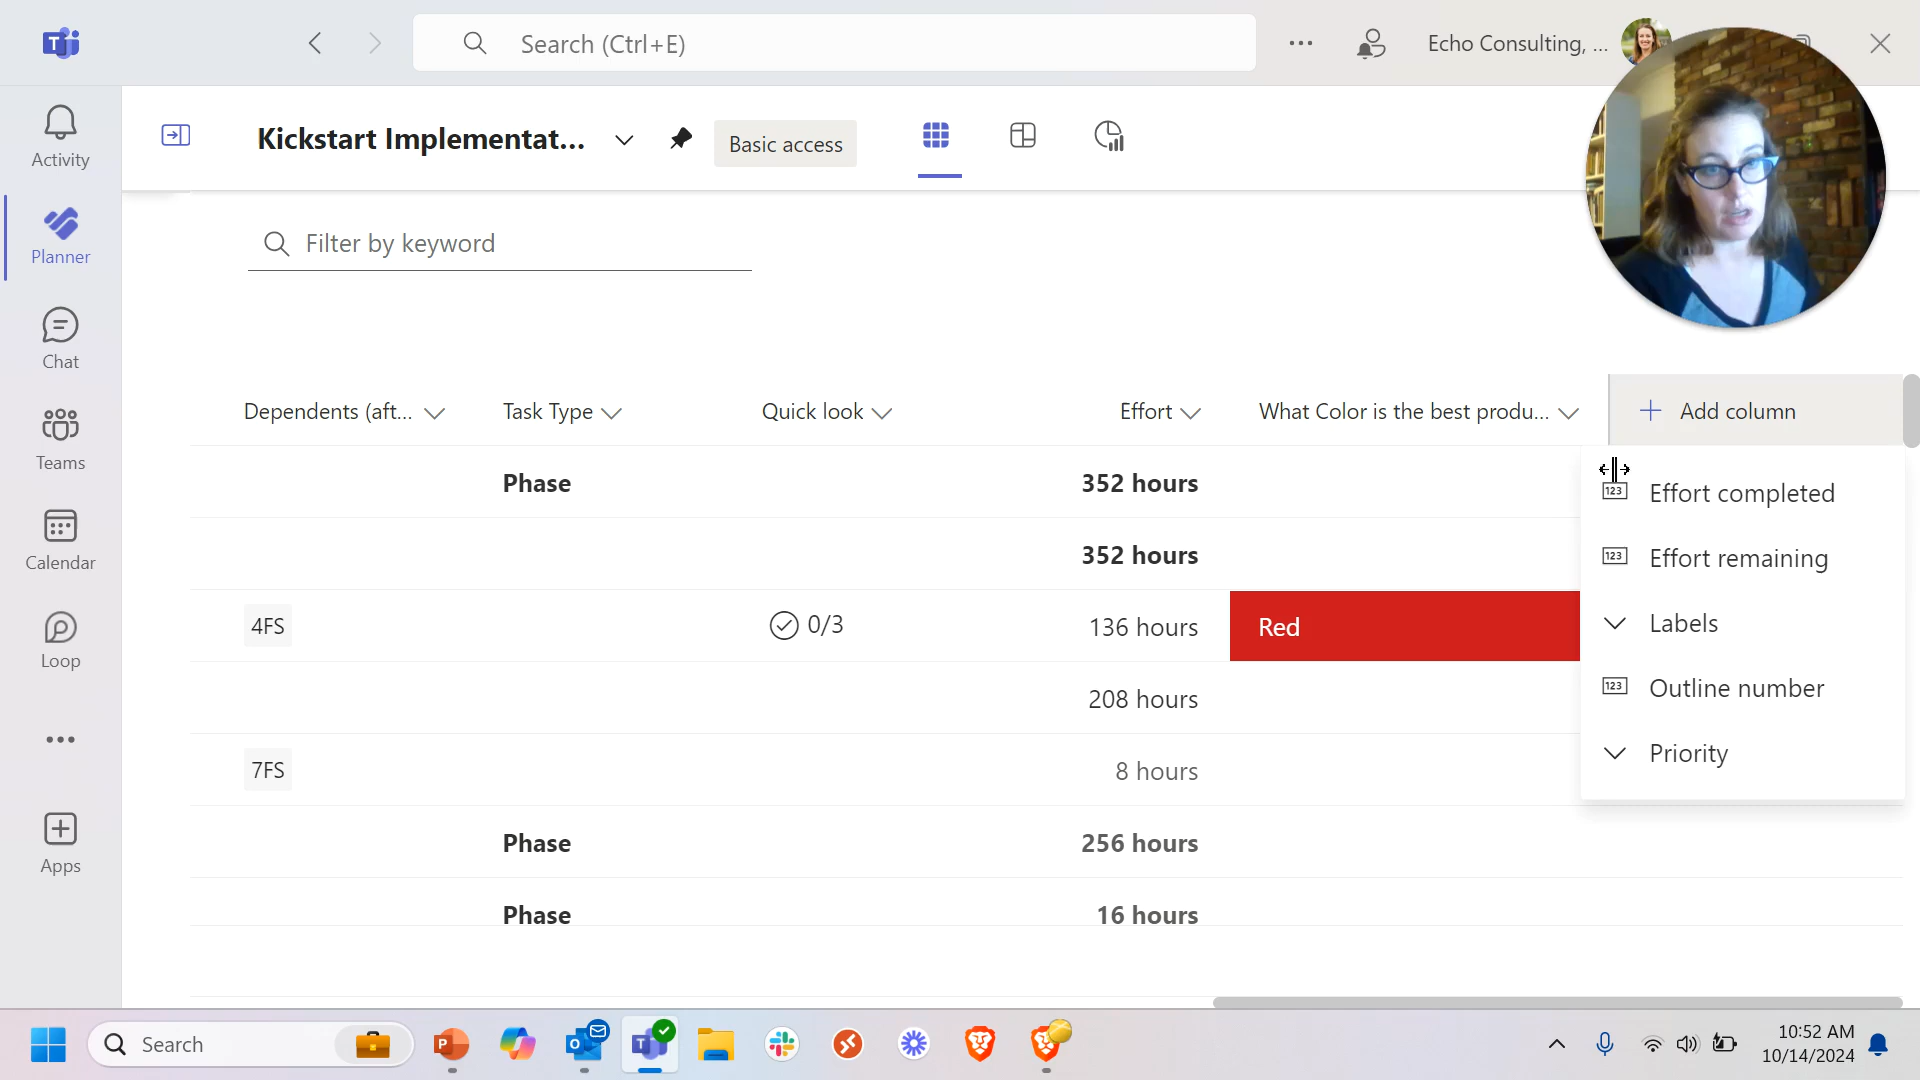 Search (Ctrl+E)
Echo Consulting, ...
Activity
Planner
Chat
Teams
Calendar
Loop
Apps
Kickstart Implementat...
Basic access
Filter by keyword
Dependents (aft...
Task Type
Quick look
Effort
What Color is the best produ...
Add column
Phase
352 hours
352 hours
4FS
0/3
136 hours
Red
208 hours
7FS
8 hours
Phase
256 hours
Phase
16 hours
123 Effort completed
123 Effort remaining
Labels
123 Outline number
Priority
Search
10:52 AM
10/14/2024